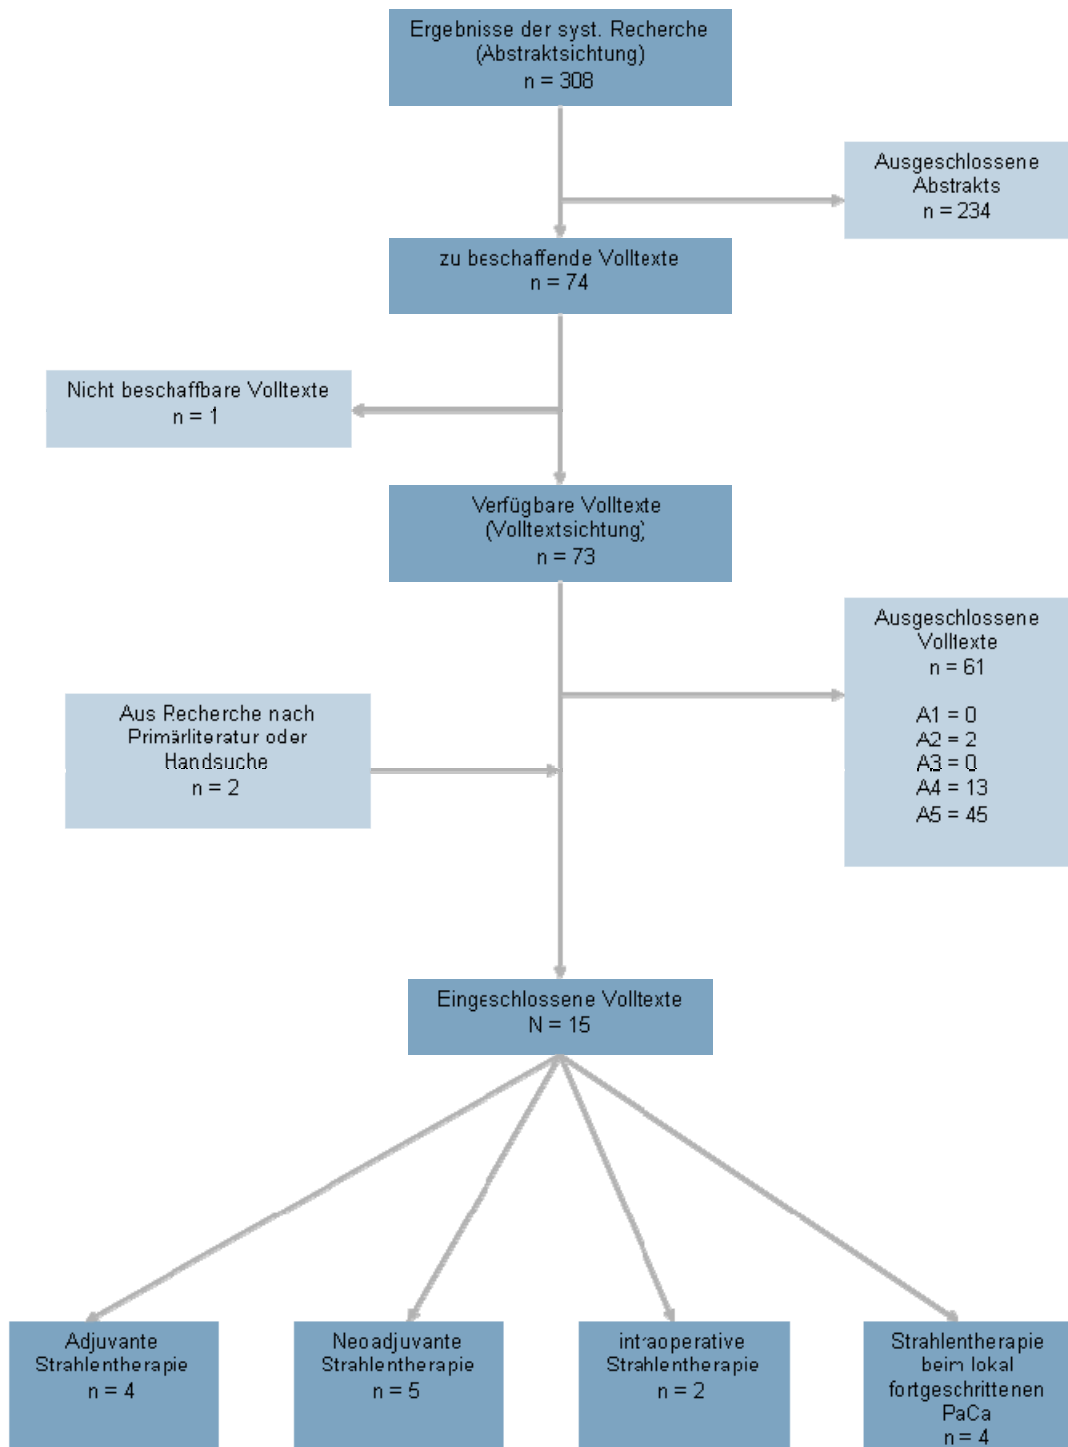 Ergebnisse der syst. Recherche
(Abstraktsichtung)
n = 308
Ausgeschlossene
Abstrakts
n = 234
zu beschaffende Volltexte
n = 74
Nicht beschaffbare Volltexte
n = 1
Verfügbare Volltexte
(Volltextsichtung)
n = 73
Ausgeschlossene
Volltexte
n = 61
A1 = 0
A2 = 2
A3 = 0
A4 = 13
A5 = 45
Aus Recherche nach
Primärliteratur oder
Handsuche
n = 2
Eingeschlossene Volltexte
N = 15
Adjuvante
Strahlentherapie
n = 4
Neoadjuvante
Strahlentherapie
n = 5
intraoperative
Strahlentherapie
n = 2
Strahlentherapie
beim lokal
fortgeschrittenen
PaCa
n = 4